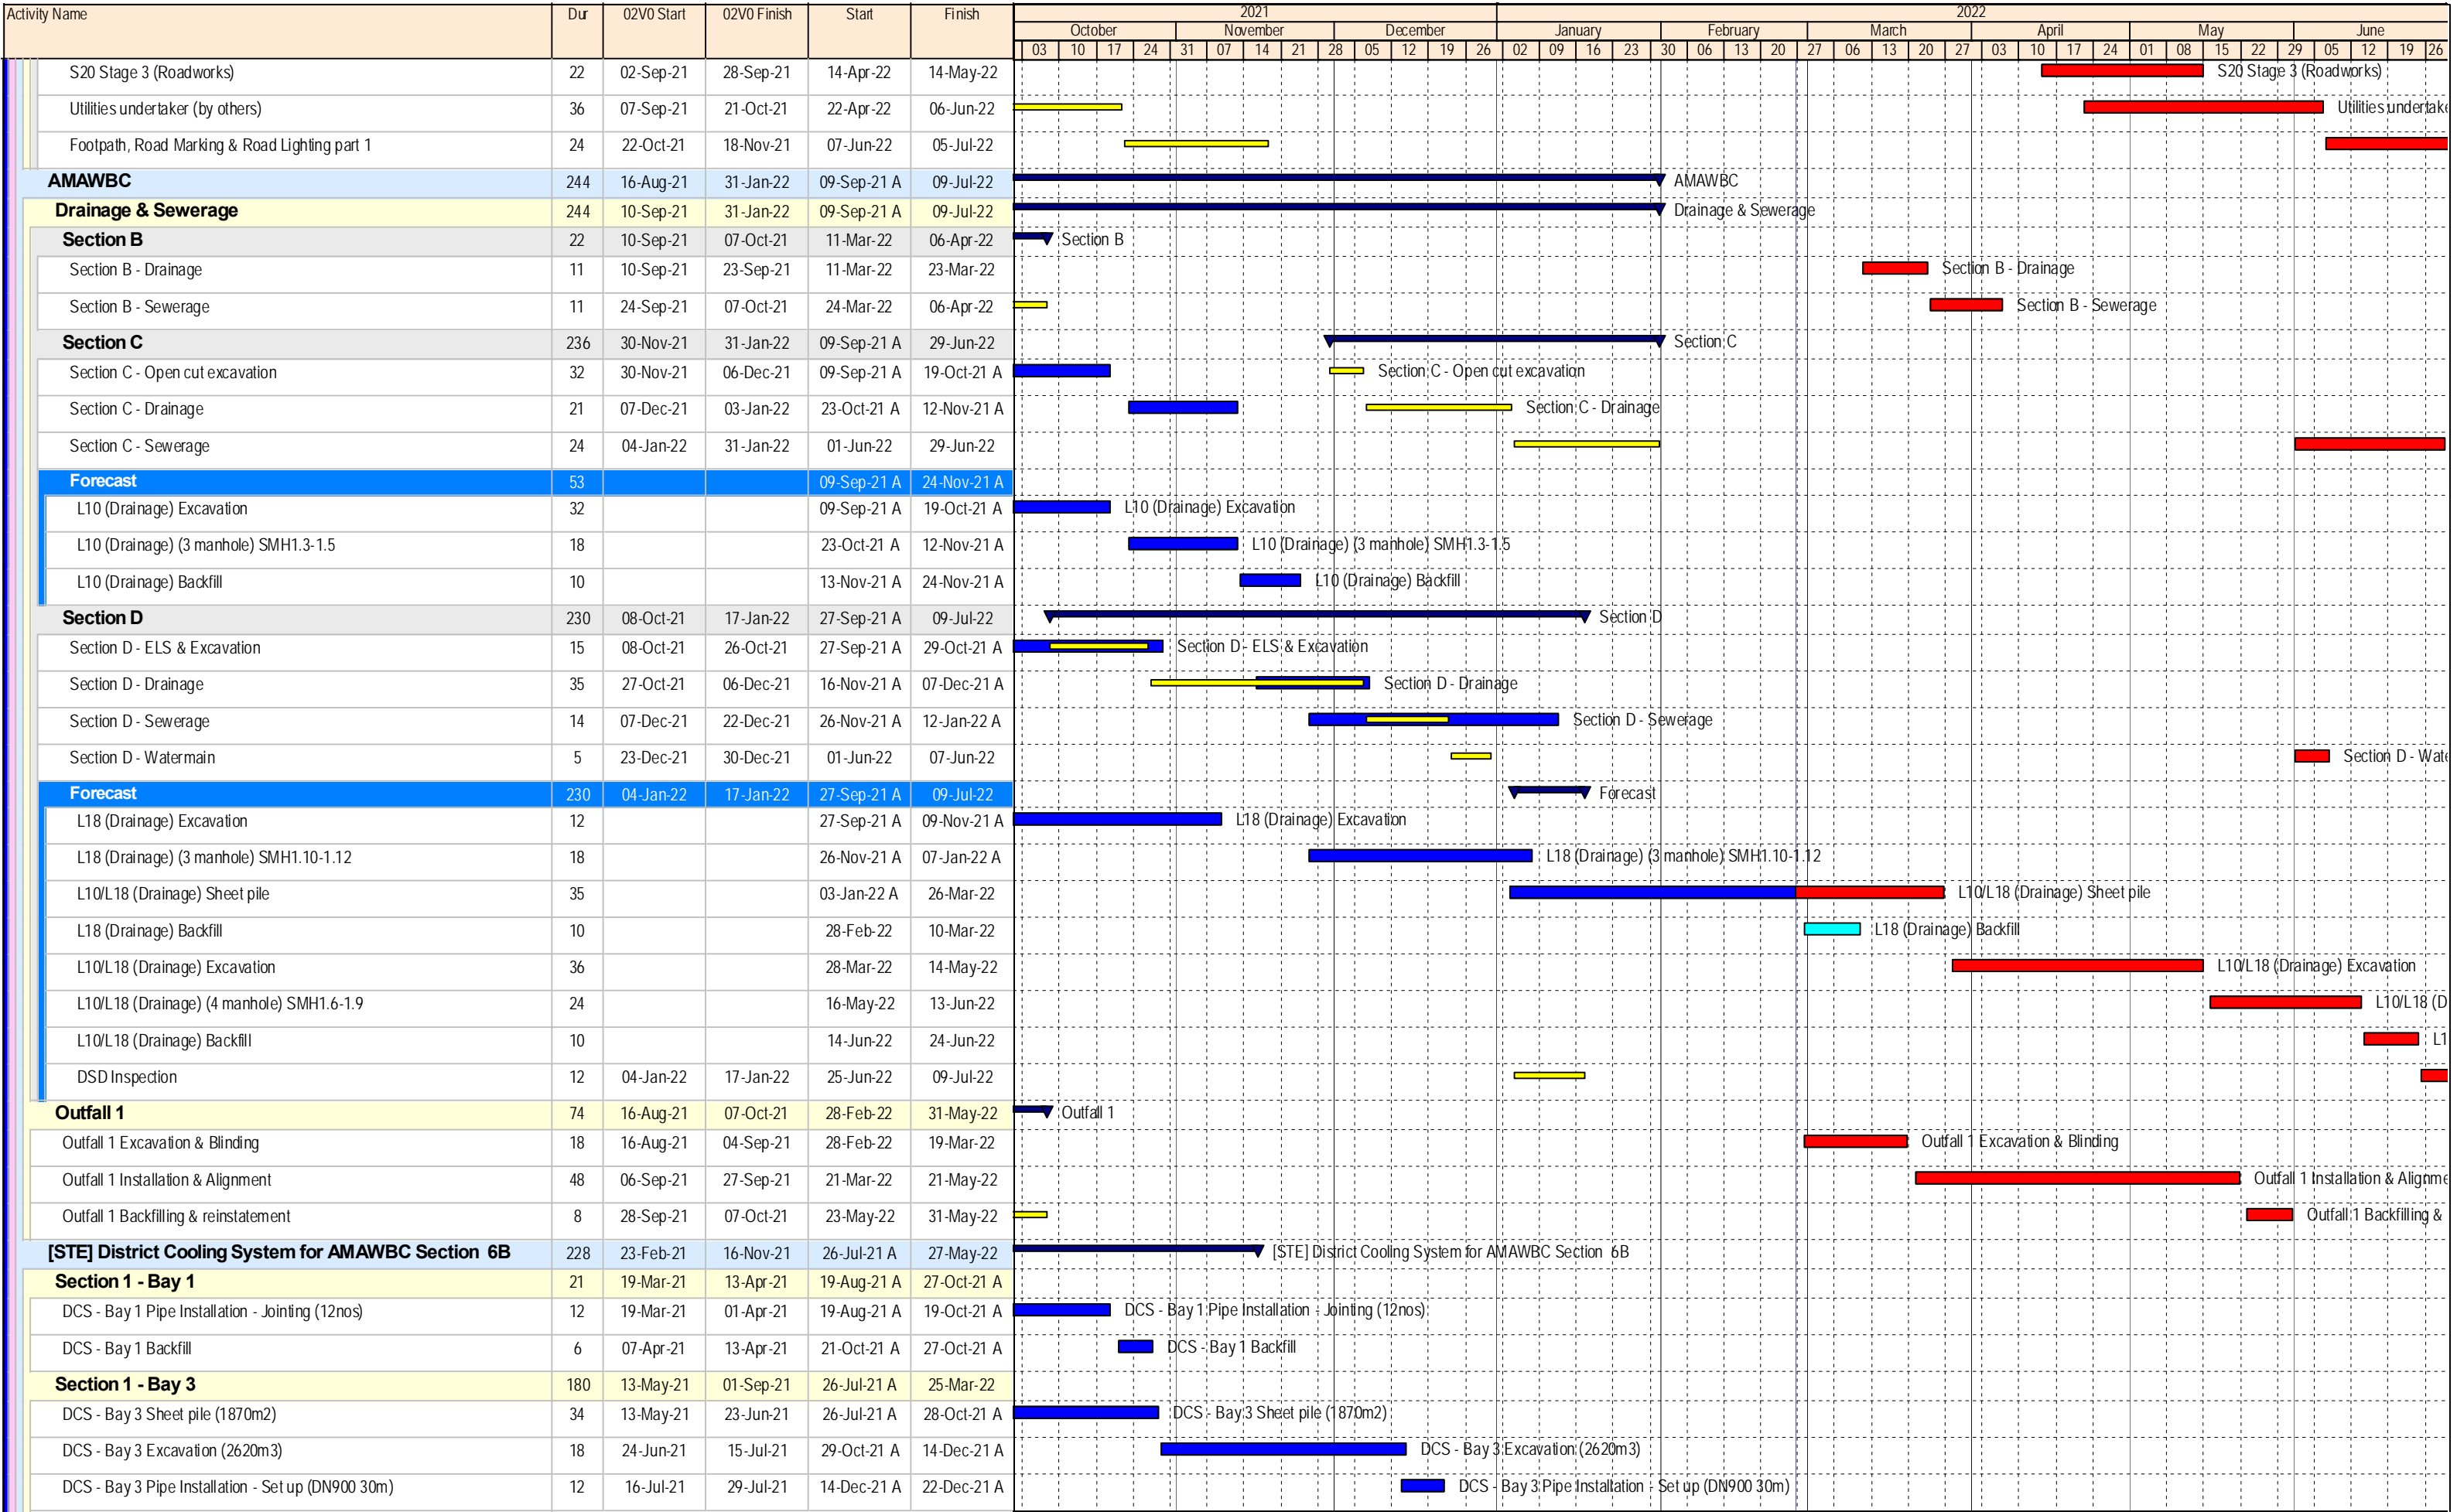 Activity Name Dur 02V0 Start 02V0 Finish Start Finish 2021 2022
October November December January February March April May June
03 10 17 24 31 07 14 21 28 05 12 19 26 02 09 16 23 30 06 13 20 27 06 13 20 27 03 10 17 24 01 08 15 22 29 05 12 19 26
S20 Stage 3 (Roadworks) 22 02-Sep-21 28-Sep-21 14-Apr-22 14-May-22 S20 Stage 3 (Roadworks)
Utilities undertaker (by others) 36 07-Sep-21 21-Oct-21 22-Apr-22 06-Jun-22 Utilities undertake
Footpath, Road Marking & Road Lighting part 1 24 22-Oct-21 18-Nov-21 07-Jun-22 05-Jul-22
AMAWBC 244 16-Aug-21 31-Jan-22 09-Sep-21 A 09-Jul-22 AMAWBC
Drainage & Sewerage 244 10-Sep-21 31-Jan-22 09-Sep-21 A 09-Jul-22 Drainage & Sewerage
Section B 22 10-Sep-21 07-Oct-21 11-Mar-22 06-Apr-22 Section B
Section B - Drainage 11 10-Sep-21 23-Sep-21 11-Mar-22 23-Mar-22 Section B - Drainage
Section B - Sewerage 11 24-Sep-21 07-Oct-21 24-Mar-22 06-Apr-22 Section B - Sewerage
Section C 236 30-Nov-21 31-Jan-22 09-Sep-21 A 29-Jun-22 Section C
Section C - Open cut excavation 32 30-Nov-21 06-Dec-21 09-Sep-21 A 19-Oct-21 A Section C - Open cut excavation
Section C - Drainage 21 07-Dec-21 03-Jan-22 23-Oct-21 A 12-Nov-21 A Section C - Drainage
Section C - Sewerage 24 04-Jan-22 31-Jan-22 01-Jun-22 29-Jun-22
Forecast 53 09-Sep-21 A 24-Nov-21 A
L10 (Drainage) Excavation 32 09-Sep-21 A 19-Oct-21 A L10 (Drainage) Excavation
L10 (Drainage) (3 manhole) SMH1.3-1.5 18 23-Oct-21 A 12-Nov-21 A L10 (Drainage) (3 manhole) SMH1.3-1.5
L10 (Drainage) Backfill 10 13-Nov-21 A 24-Nov-21 A L10 (Drainage) Backfill
Section D 230 08-Oct-21 17-Jan-22 27-Sep-21 A 09-Jul-22 Section D
Section D - ELS & Excavation 15 08-Oct-21 26-Oct-21 27-Sep-21 A 29-Oct-21 A Section D - ELS & Excavation
Section D - Drainage 35 27-Oct-21 06-Dec-21 16-Nov-21 A 07-Dec-21 A Section D - Drainage
Section D - Sewerage 14 07-Dec-21 22-Dec-21 26-Nov-21 A 12-Jan-22 A Section D - Sewerage
Section D - Watermain 5 23-Dec-21 30-Dec-21 01-Jun-22 07-Jun-22 Section D - Wate
Forecast 230 04-Jan-22 17-Jan-22 27-Sep-21 A 09-Jul-22 Forecast
L18 (Drainage) Excavation 12 27-Sep-21 A 09-Nov-21 A L18 (Drainage) Excavation
L18 (Drainage) (3 manhole) SMH1.10-1.12 18 26-Nov-21 A 07-Jan-22 A L18 (Drainage) (3 manhole) SMH1.10-1.12
L10/L18 (Drainage) Sheet pile 35 03-Jan-22 A 26-Mar-22 L10/L18 (Drainage) Sheet pile
L18 (Drainage) Backfill 10 28-Feb-22 10-Mar-22 L18 (Drainage) Backfill
L10/L18 (Drainage) Excavation 36 28-Mar-22 14-May-22 L10/L18 (Drainage) Excavation
L10/L18 (Drainage) (4 manhole) SMH1.6-1.9 24 16-May-22 13-Jun-22 L10/L18 (D
L10/L18 (Drainage) Backfill 10 14-Jun-22 24-Jun-22 L1
DSD Inspection 12 04-Jan-22 17-Jan-22 25-Jun-22 09-Jul-22
Outfall 1 74 16-Aug-21 07-Oct-21 28-Feb-22 31-May-22 Outfall 1
Outfall 1 Excavation & Blinding 18 16-Aug-21 04-Sep-21 28-Feb-22 19-Mar-22 Outfall 1 Excavation & Blinding
Outfall 1 Installation & Alignment 48 06-Sep-21 27-Sep-21 21-Mar-22 21-May-22 Outfall 1 Installation & Alignme
Outfall 1 Backfilling & reinstatement 8 28-Sep-21 07-Oct-21 23-May-22 31-May-22 Outfall 1 Backfilling &
[STE] District Cooling System for AMAWBC Section 6B 228 23-Feb-21 16-Nov-21 26-Jul-21 A 27-May-22 [STE] District Cooling System for AMAWBC Section 6B
Section 1 - Bay 1 21 19-Mar-21 13-Apr-21 19-Aug-21 A 27-Oct-21 A
DCS - Bay 1 Pipe Installation - Jointing (12nos) 12 19-Mar-21 01-Apr-21 19-Aug-21 A 19-Oct-21 A DCS - Bay 1 Pipe Installation - Jointing (12nos)
DCS - Bay 1 Backfill 6 07-Apr-21 13-Apr-21 21-Oct-21 A 27-Oct-21 A DCS - Bay 1 Backfill
Section 1 - Bay 3 180 13-May-21 01-Sep-21 26-Jul-21 A 25-Mar-22
DCS - Bay 3 Sheet pile (1870m2) 34 13-May-21 23-Jun-21 26-Jul-21 A 28-Oct-21 A DCS - Bay 3 Sheet pile (1870m2)
DCS - Bay 3 Excavation (2620m3) 18 24-Jun-21 15-Jul-21 29-Oct-21 A 14-Dec-21 A DCS - Bay 3 Excavation (2620m3)
DCS - Bay 3 Pipe Installation - Set up (DN900 30m) 12 16-Jul-21 29-Jul-21 14-Dec-21 A 22-Dec-21 A DCS - Bay 3 Pipe Installation - Set up (DN900 30m)